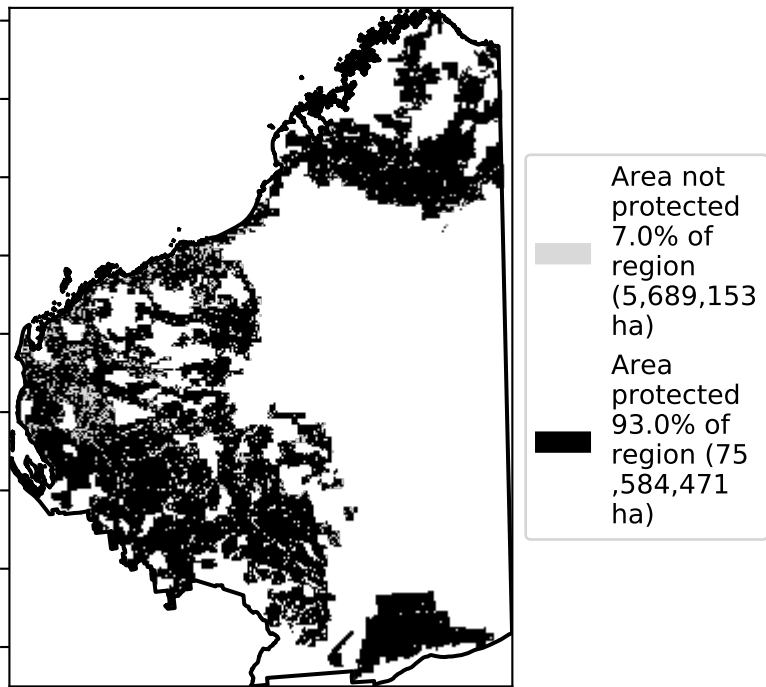 Area not
protected
7.0% of
region
(5,689,153
ha)
Area
protected
93.0% of
region (75
,584,471
ha)